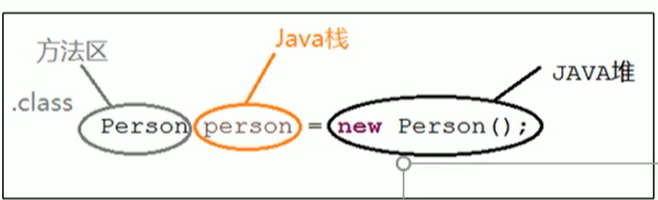 Java栈
方法区
JAVA堆
.class
Person person = new Person();